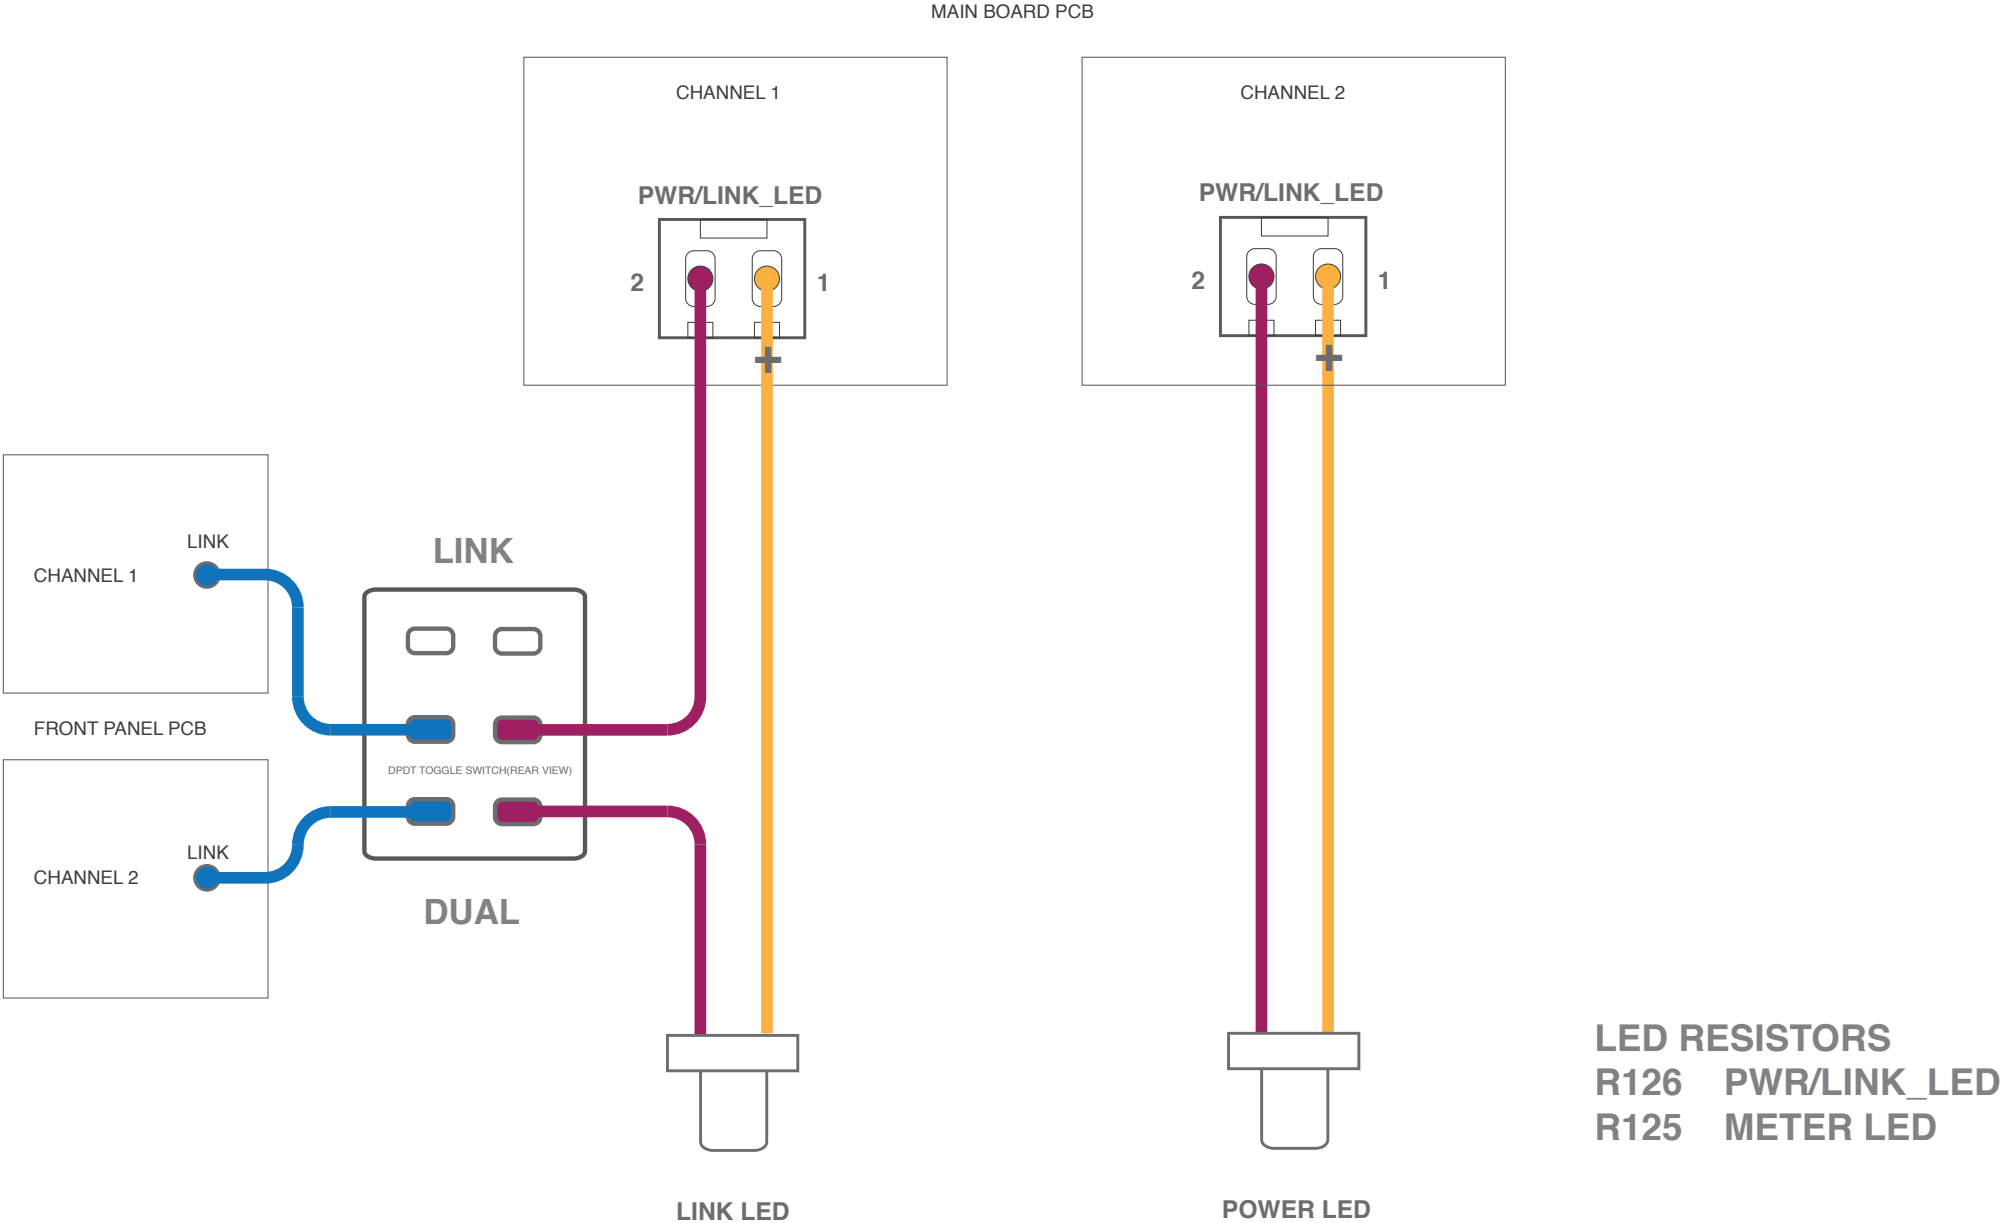 MAIN BOARD PCB
CHANNEL 1
CHANNEL 2
PWR/LINK_LED
PWR/LINK_LED
2
1
2
1
+
+
LINK
CHANNEL 1
LINK
FRONT PANEL PCB
DPDT TOGGLE SWITCH(REAR VIEW)
LINK
CHANNEL 2
DUAL
LED RESISTORS
R126 PWR/LINK_LED
R125 METER LED
LINK LED
POWER LED